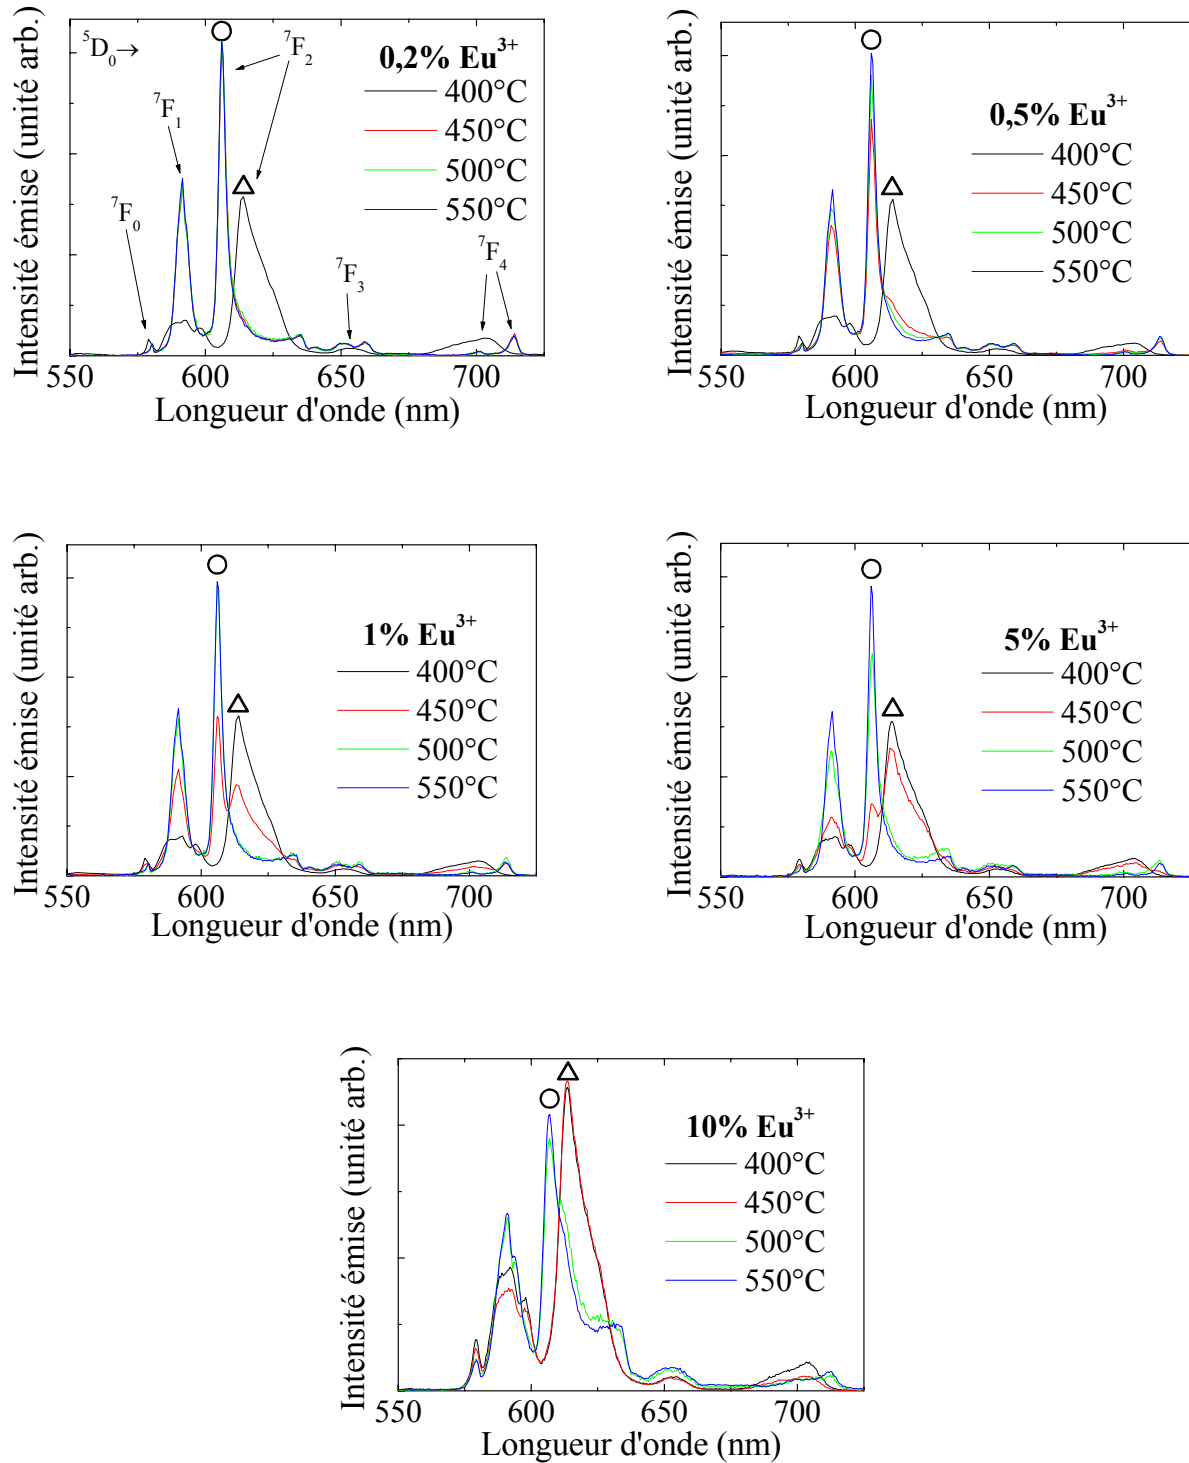 Intensité émise (unité arb.)
⁵D₀→
⁷F₀
⁷F₁
⁷F₂
⁷F₃
⁷F₄
0,2% Eu³⁺
400°C
450°C
500°C
550°C
550 600 650 700
Longueur d'onde (nm)
Intensité émise (unité arb.)
0,5% Eu³⁺
400°C
450°C
500°C
550°C
550 600 650 700
Longueur d'onde (nm)
Intensité émise (unité arb.)
1% Eu³⁺
400°C
450°C
500°C
550°C
550 600 650 700
Longueur d'onde (nm)
Intensité émise (unité arb.)
5% Eu³⁺
400°C
450°C
500°C
550°C
550 600 650 700
Longueur d'onde (nm)
Intensité émise (unité arb.)
10% Eu³⁺
400°C
450°C
500°C
550°C
550 600 650 700
Longueur d'onde (nm)